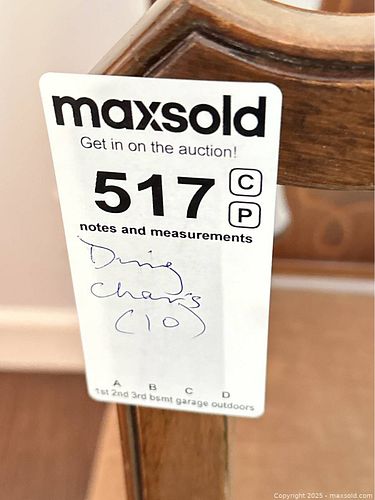 maxsold
Get in on the auction!
517 C
P
notes and measurements
Dinig
chairs
(10)
A B C D
1st 2nd 3rd bsmt garage outdoors
Copyright 2025 - maxsold.com